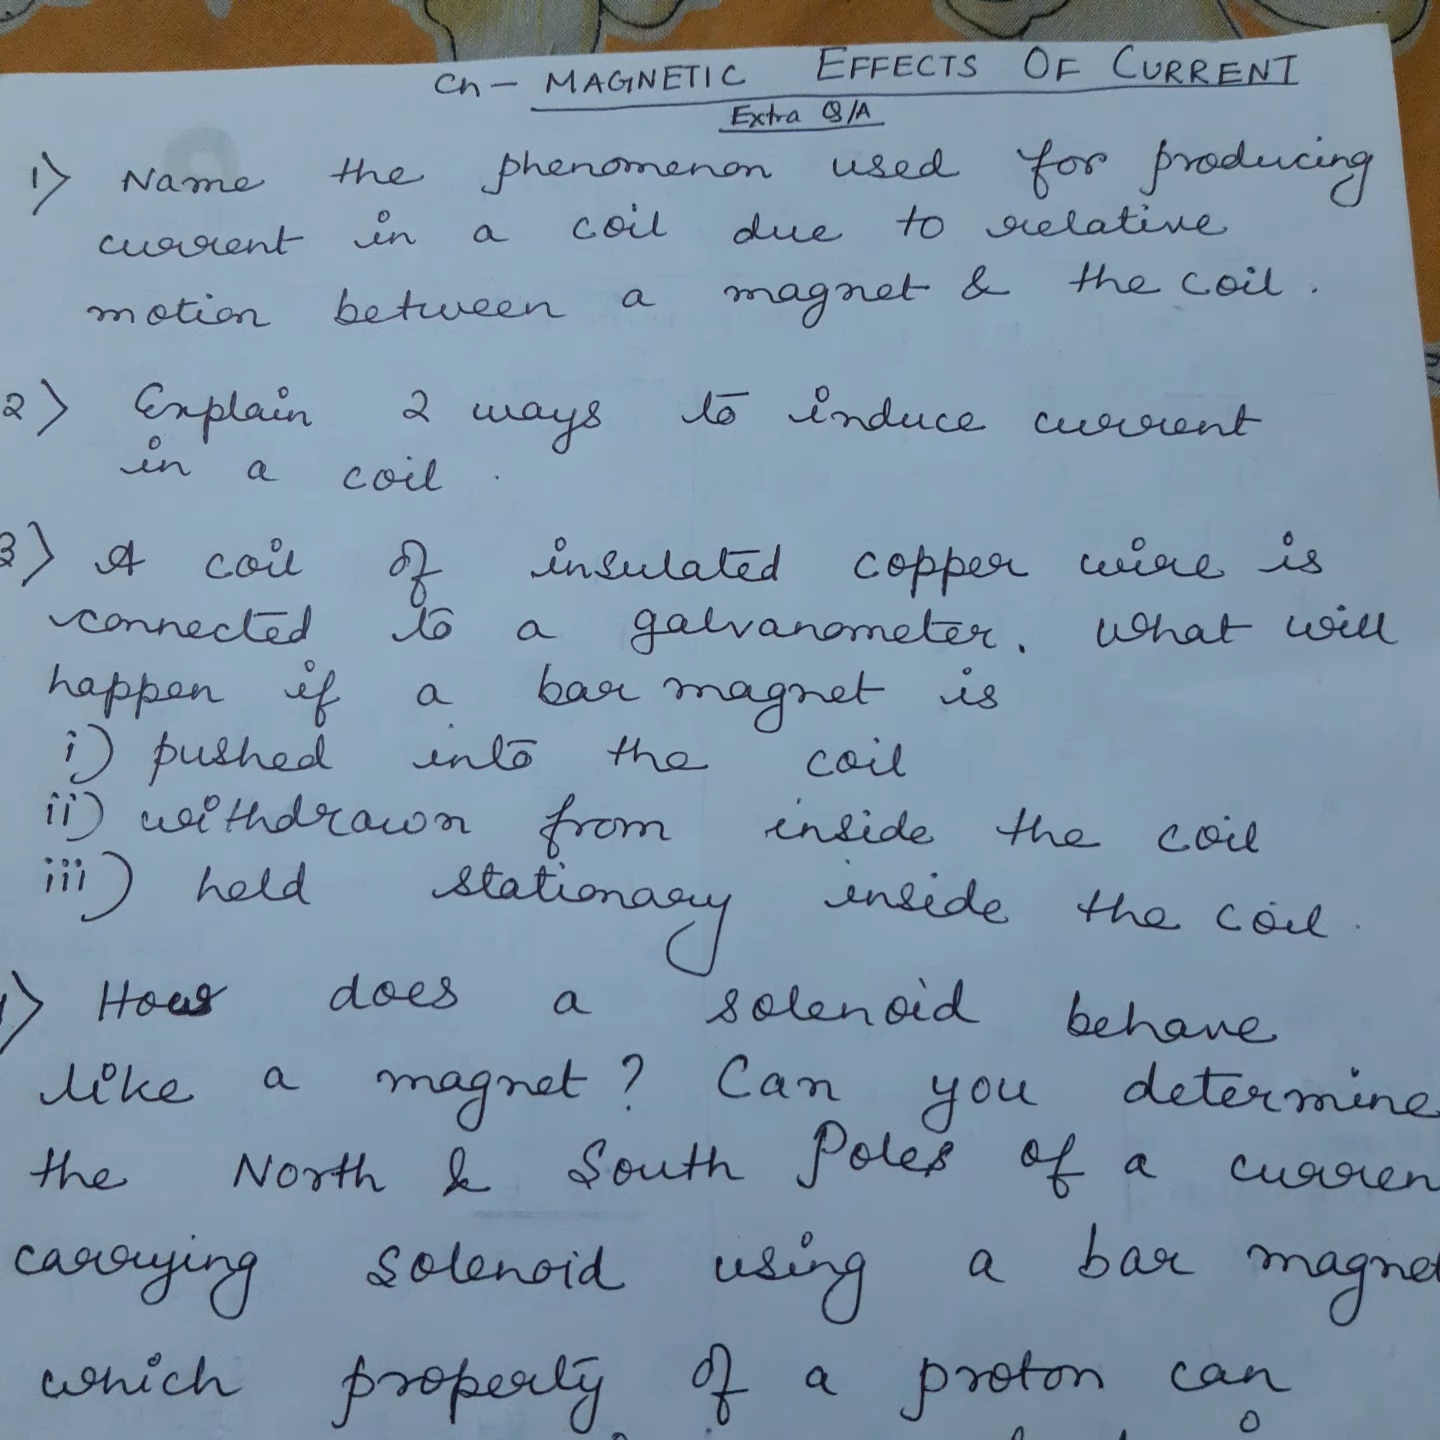 Ch - MAGNETIC EFFECTS OF CURRENT
Extra Q/A
1) Name the phenomenon used for producing
current in a coil due to relative
motion between a magnet & the coil.
2) Explain 2 ways to induce current
in a coil.
3) A coil of insulated copper wire is
connected to a galvanometer. What will
happen if a bar magnet is
i) pushed into the coil
ii) withdrawn from inside the coil
iii) held stationary inside the coil.
) How does a solenoid behave
like a magnet? Can you determine
the North & South Poles of a curren
carrying solenoid using a bar magne
which property of a proton can